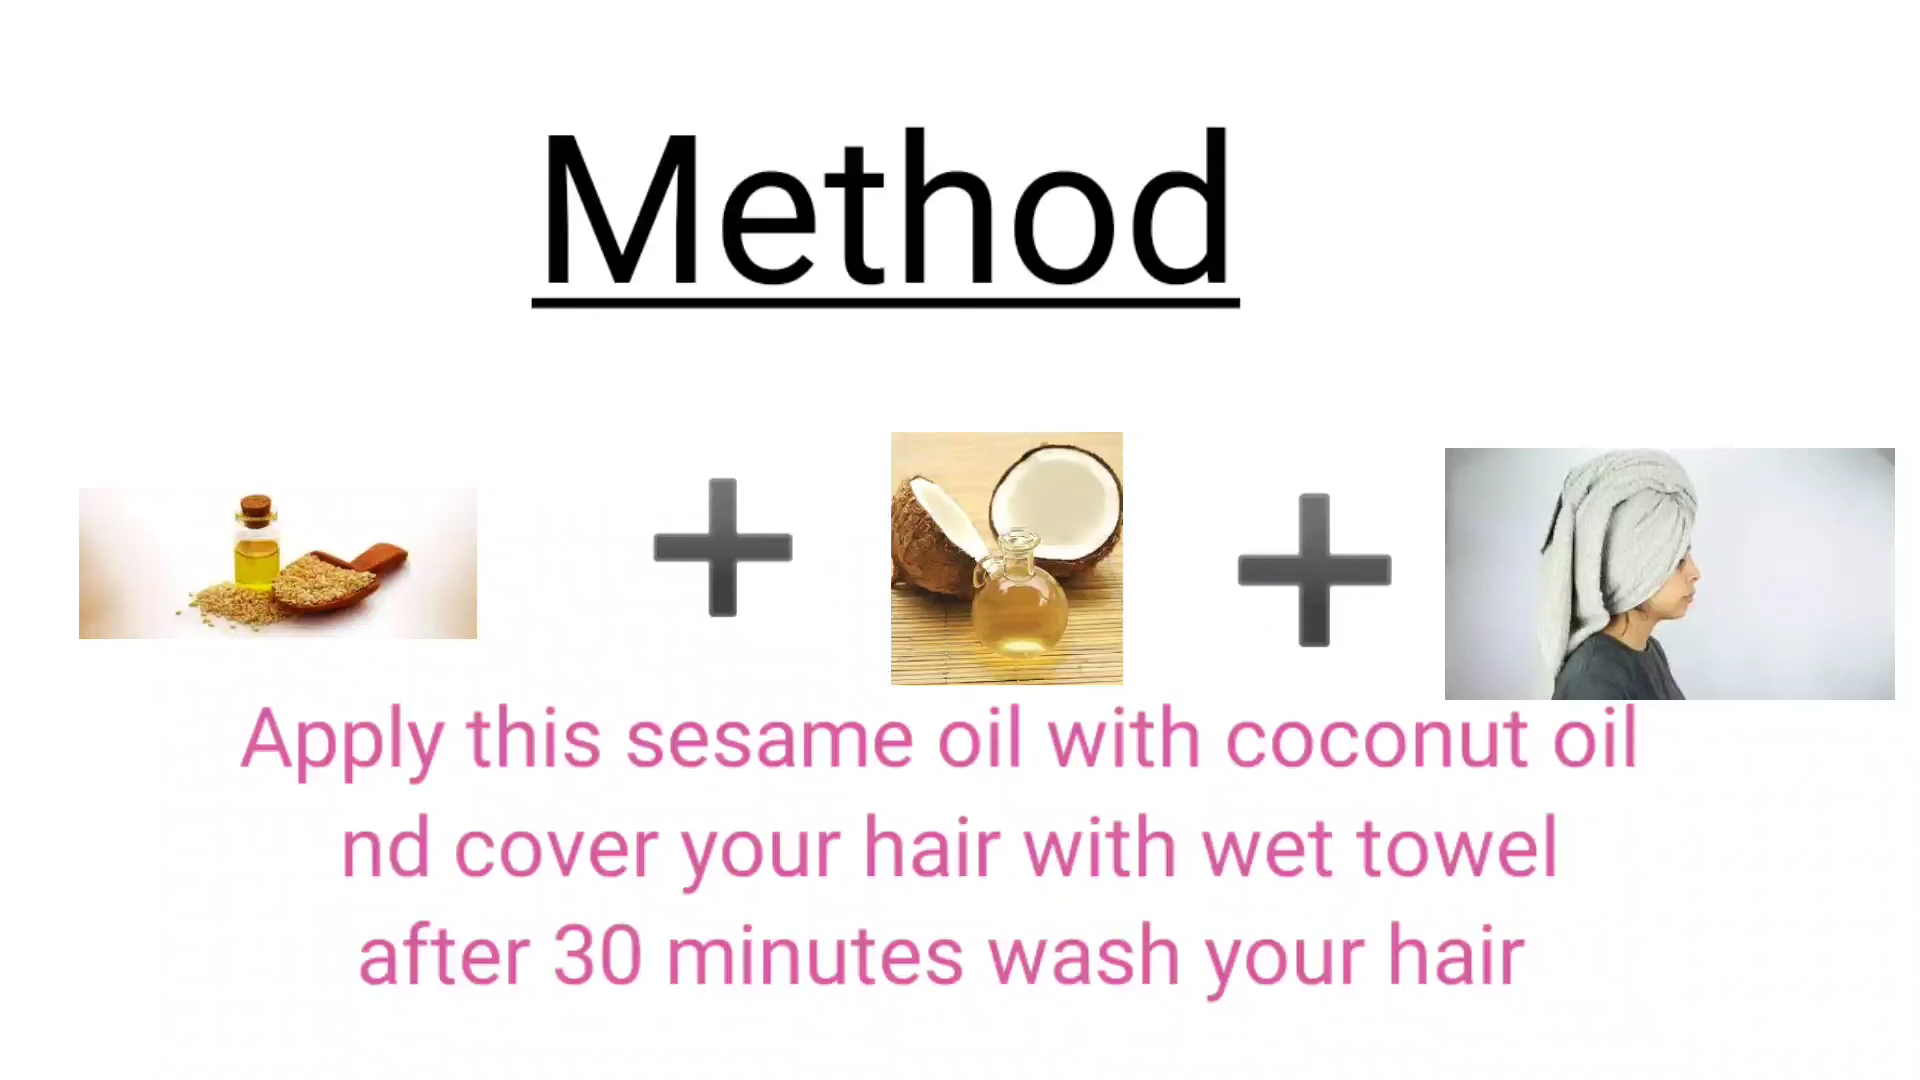 Method
Apply this sesame oil with coconut oil
nd cover your hair with wet towel
after 30 minutes wash your hair